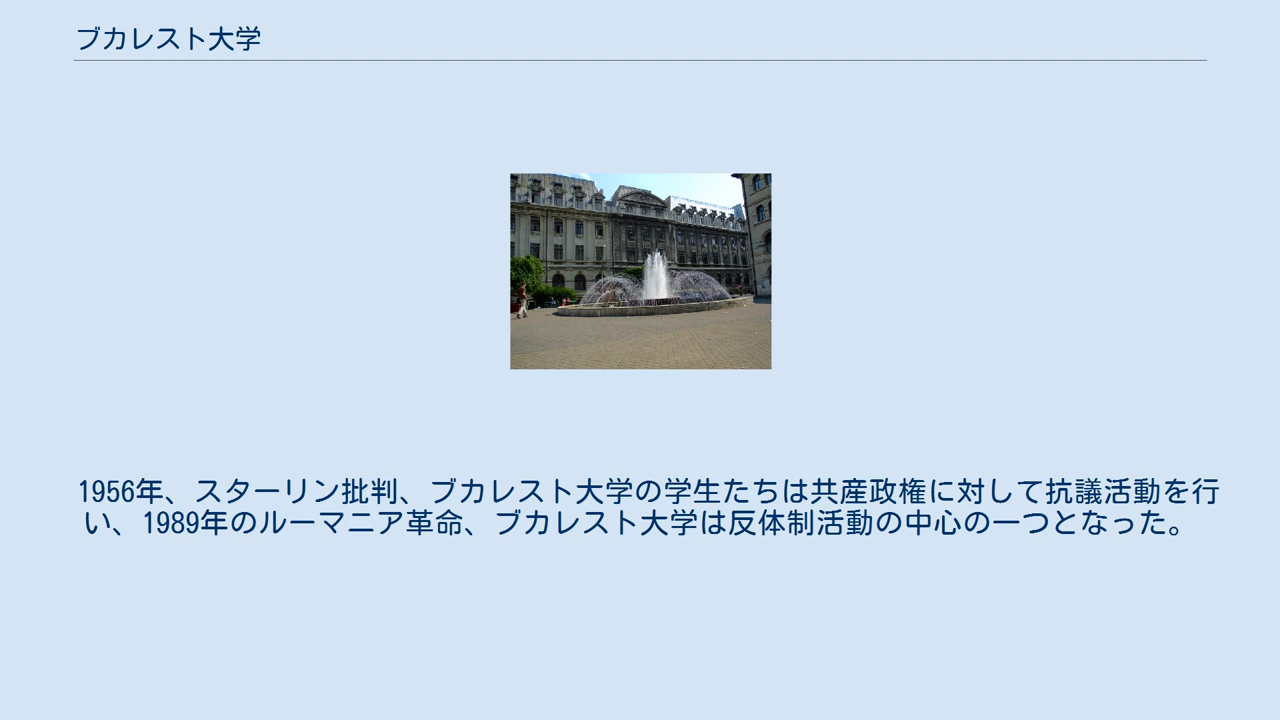 ブカレスト大学
1956年、スターリン批判、ブカレスト大学の学生たちは共産政権に対して抗議活動を行
い、1989年のルーマニア革命、ブカレスト大学は反体制活動の中心の一つとなった。